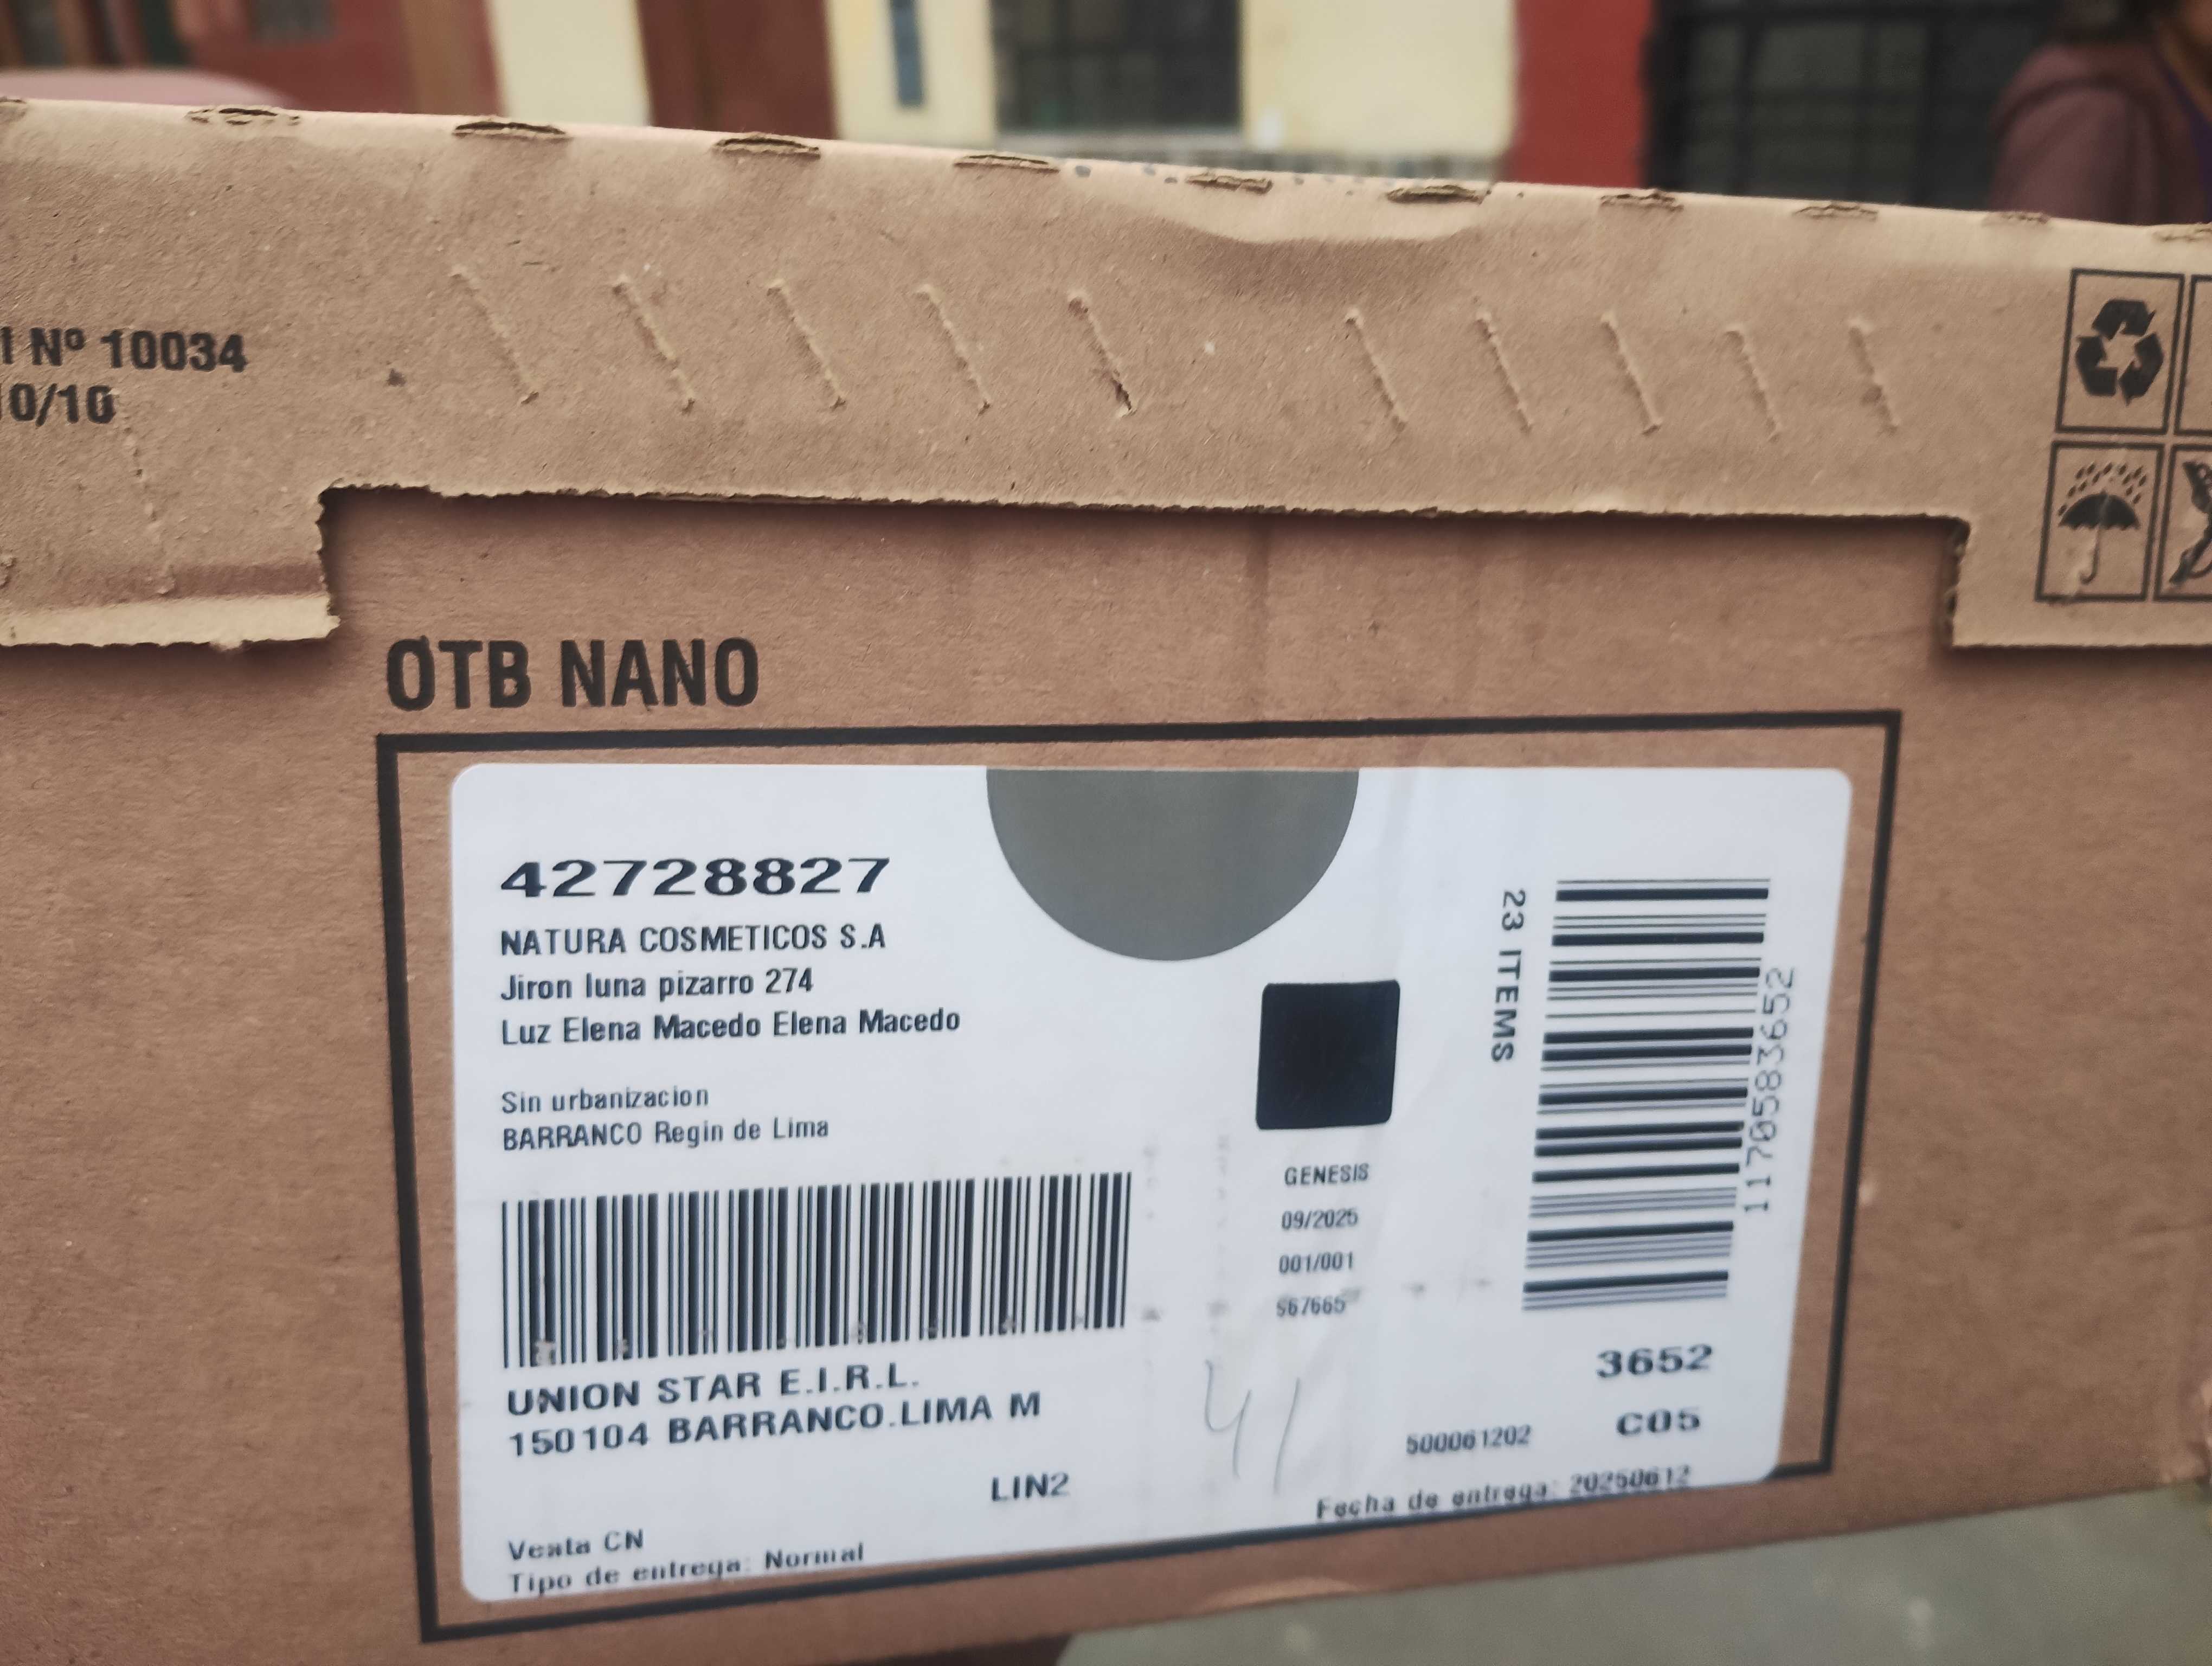 Nº 10034
0/10
OTB NANO
42728827
NATURA COSMETICOS S.A
Jiron luna pizarro 274
Luz Elena Macedo Elena Macedo
Sin urbanizacion
BARRANCO Regin de Lima
UNION STAR E.I.R.L.
150104 BARRANCO.LIMA M
LIN2
Venta CN
Tipo de entrega: Normal
GENESIS
09/2025
001/001
567665
41
23 ITEMS
1170583652
3652
C05
500061202
Fecha de entrega: 20250612